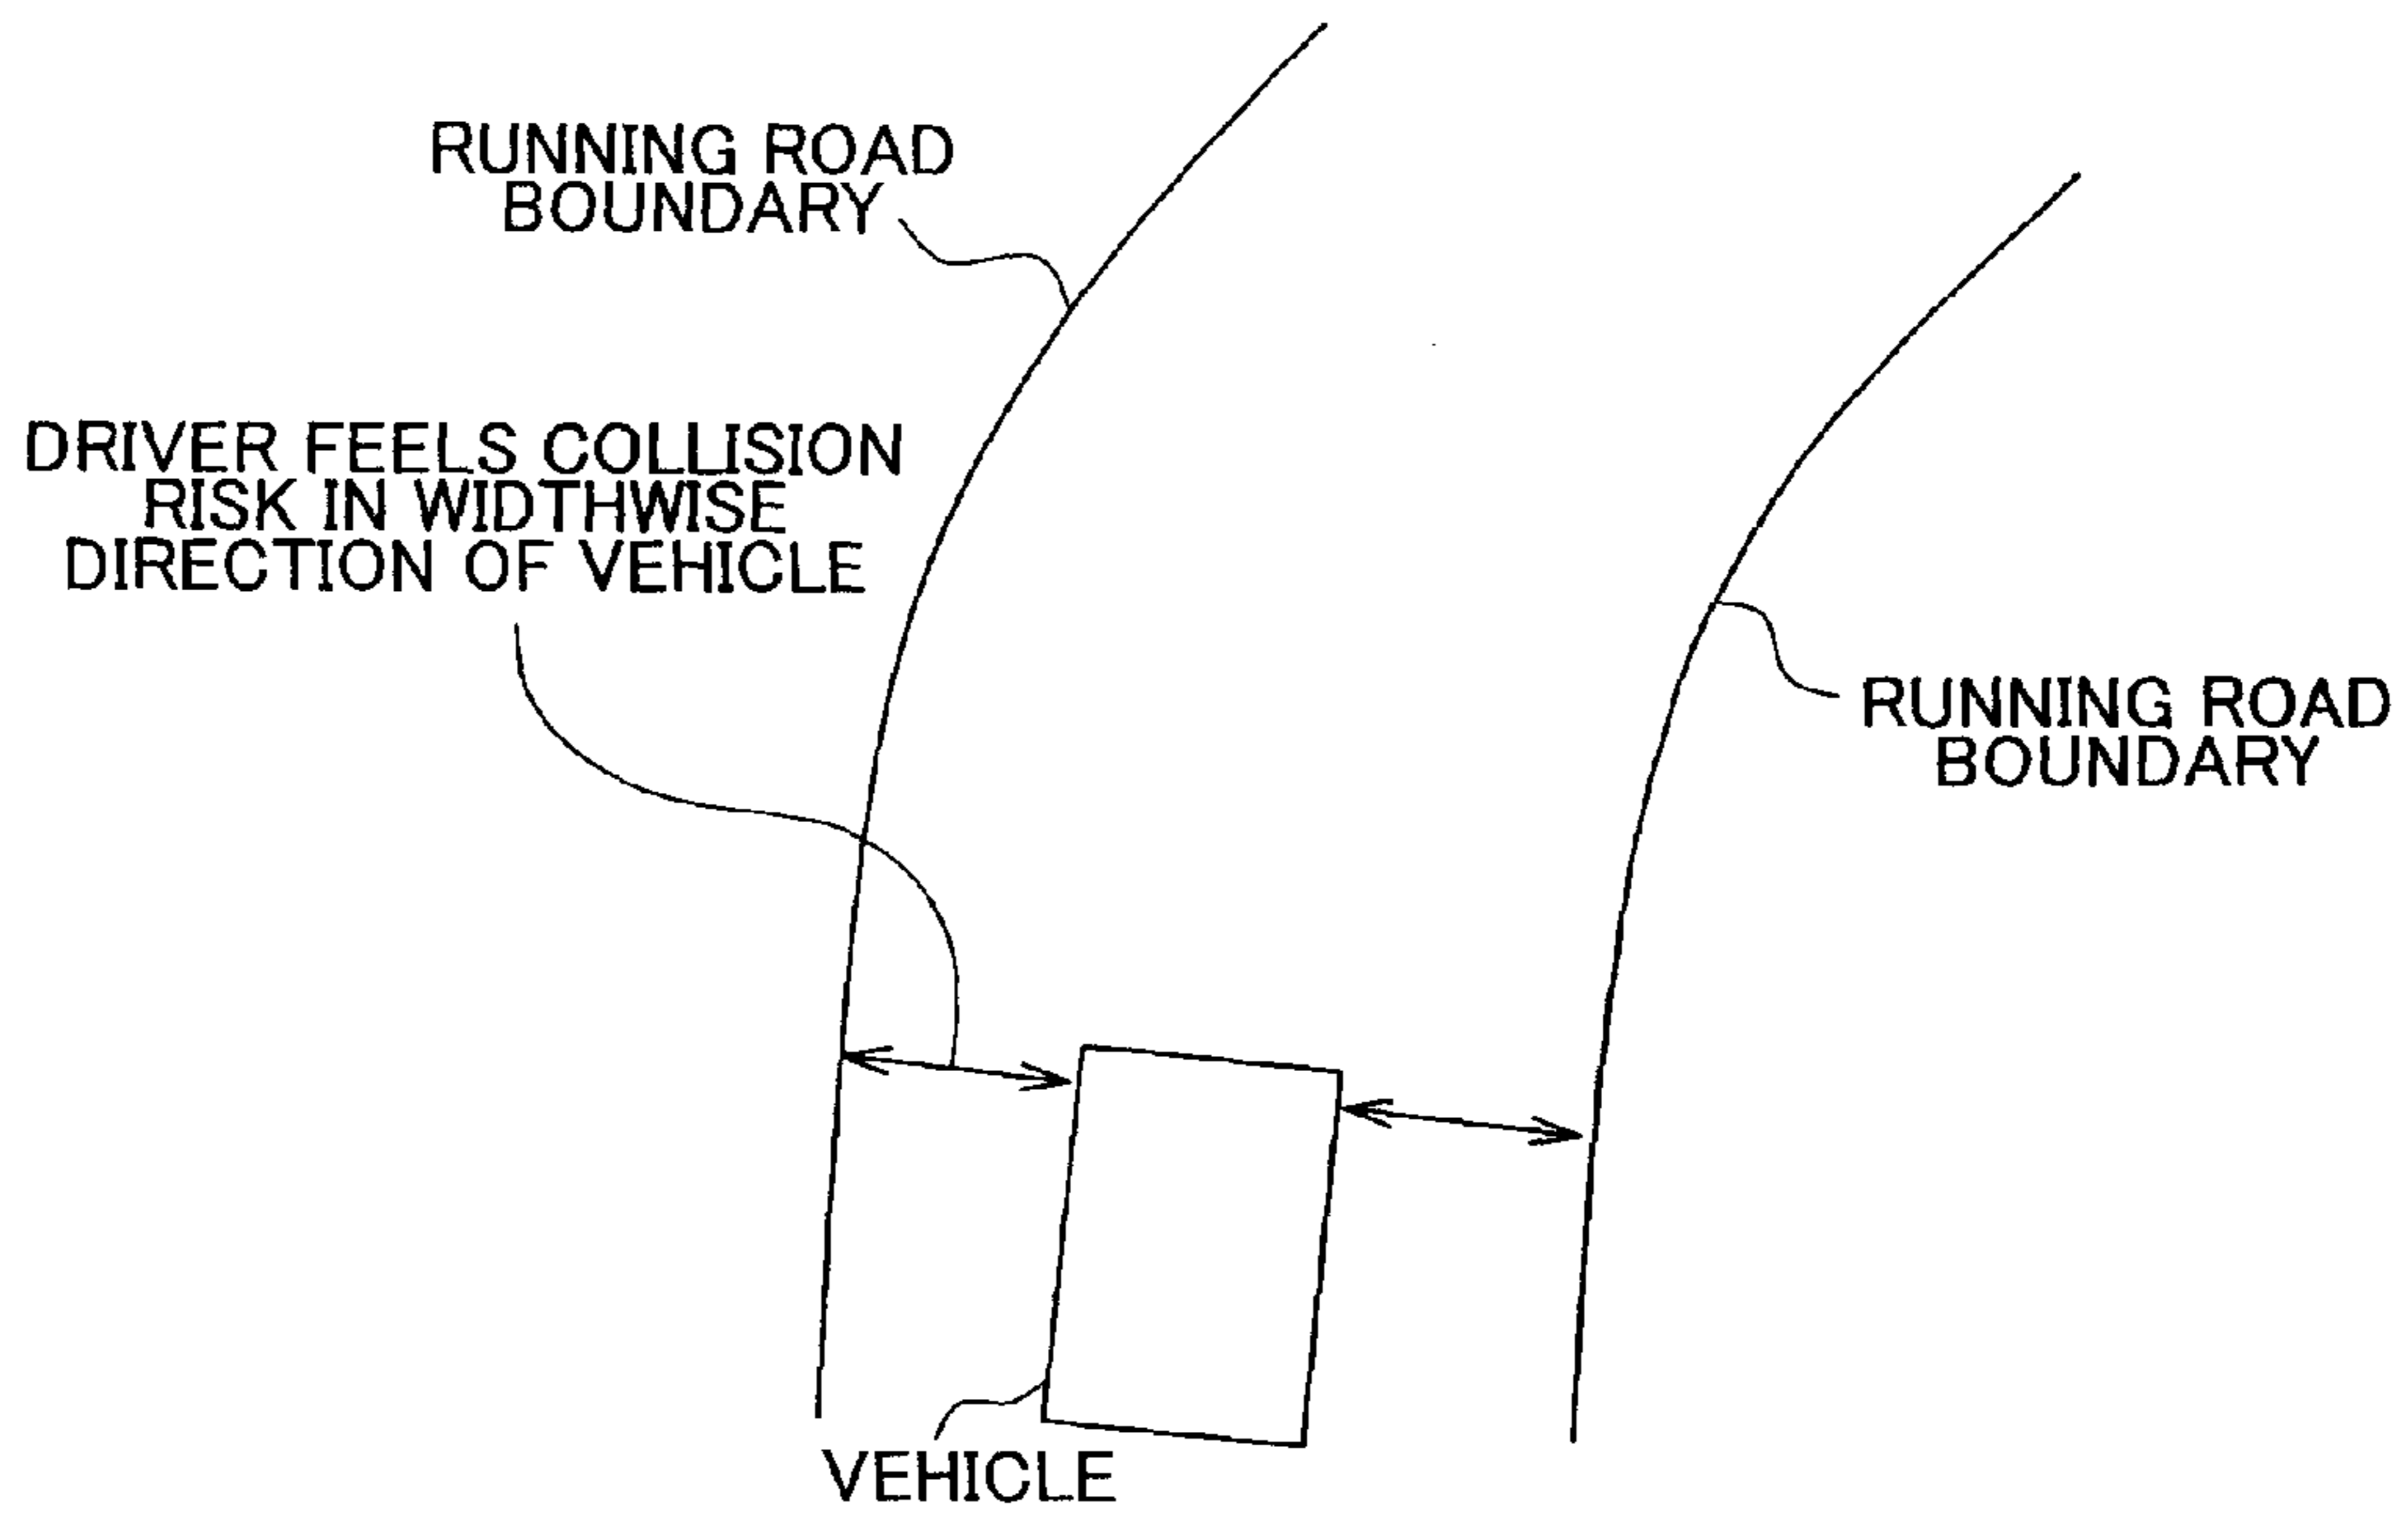 RUNNING ROAD
BOUNDARY
DRIVER FEELS COLLISION
RISK IN WIDTHWISE
DIRECTION OF VEHICLE
RUNNING ROAD
BOUNDARY
VEHICLE